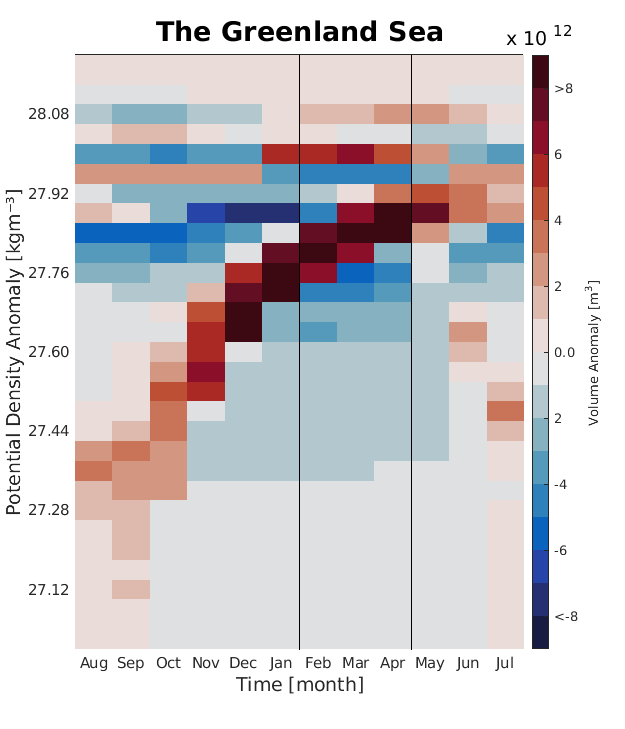 The Greenland Sea
x 10 12
28.08
27.92
27.76
27.60
27.44
27.28
27.12
Potential Density Anomaly [kgm⁻³]
Aug Sep Oct Nov Dec Jan Feb Mar Apr May Jun Jul
Time [month]
>8
6
4
2
0.0
2
-4
-6
<-8
Volume Anomaly [m³]